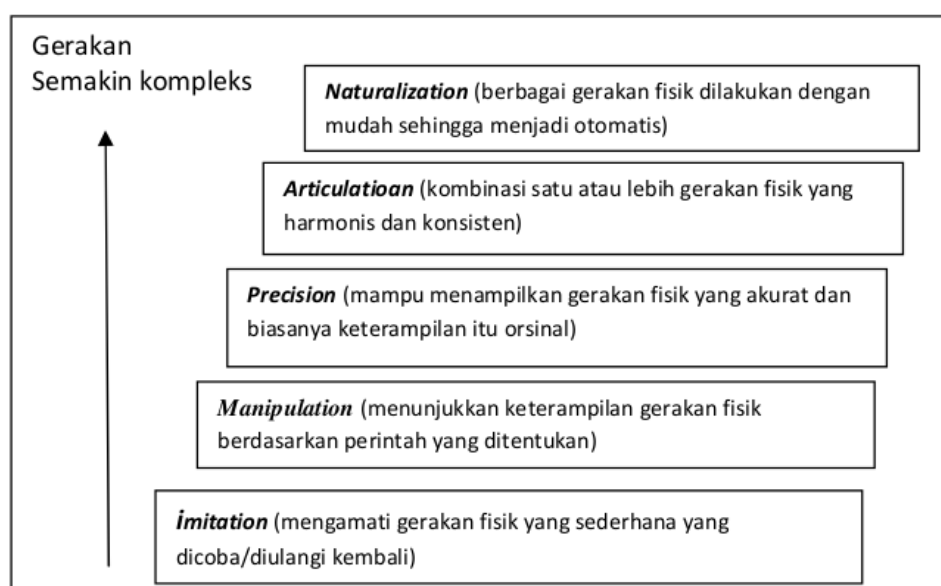 Gerakan
Semakin kompleks
Naturalization (berbagai gerakan fisik dilakukan dengan
mudah sehingga menjadi otomatis)
Articulatioan (kombinasi satu atau lebih gerakan fisik yang
harmonis dan konsisten)
Precision (mampu menampilkan gerakan fisik yang akurat dan
biasanya keterampilan itu orsinal)
Manipulation (menunjukkan keterampilan gerakan fisik
berdasarkan perintah yang ditentukan)
İmitation (mengamati gerakan fisik yang sederhana yang
dicoba/diulangi kembali)